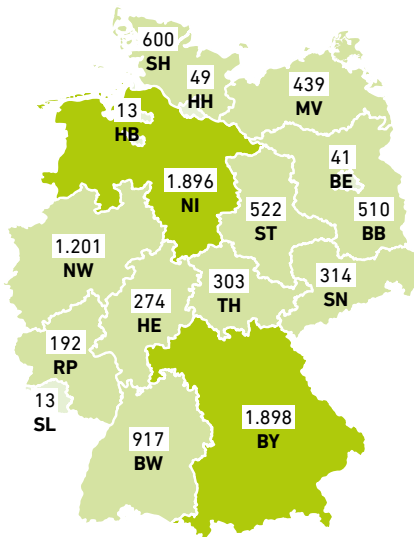 600
SH
49
HH
439
MV
13
HB
41
BE
1.896
NI
510
BB
522
ST
1.201
NW
314
SN
303
TH
274
HE
192
RP
13
SL
917
BW
1.898
BY